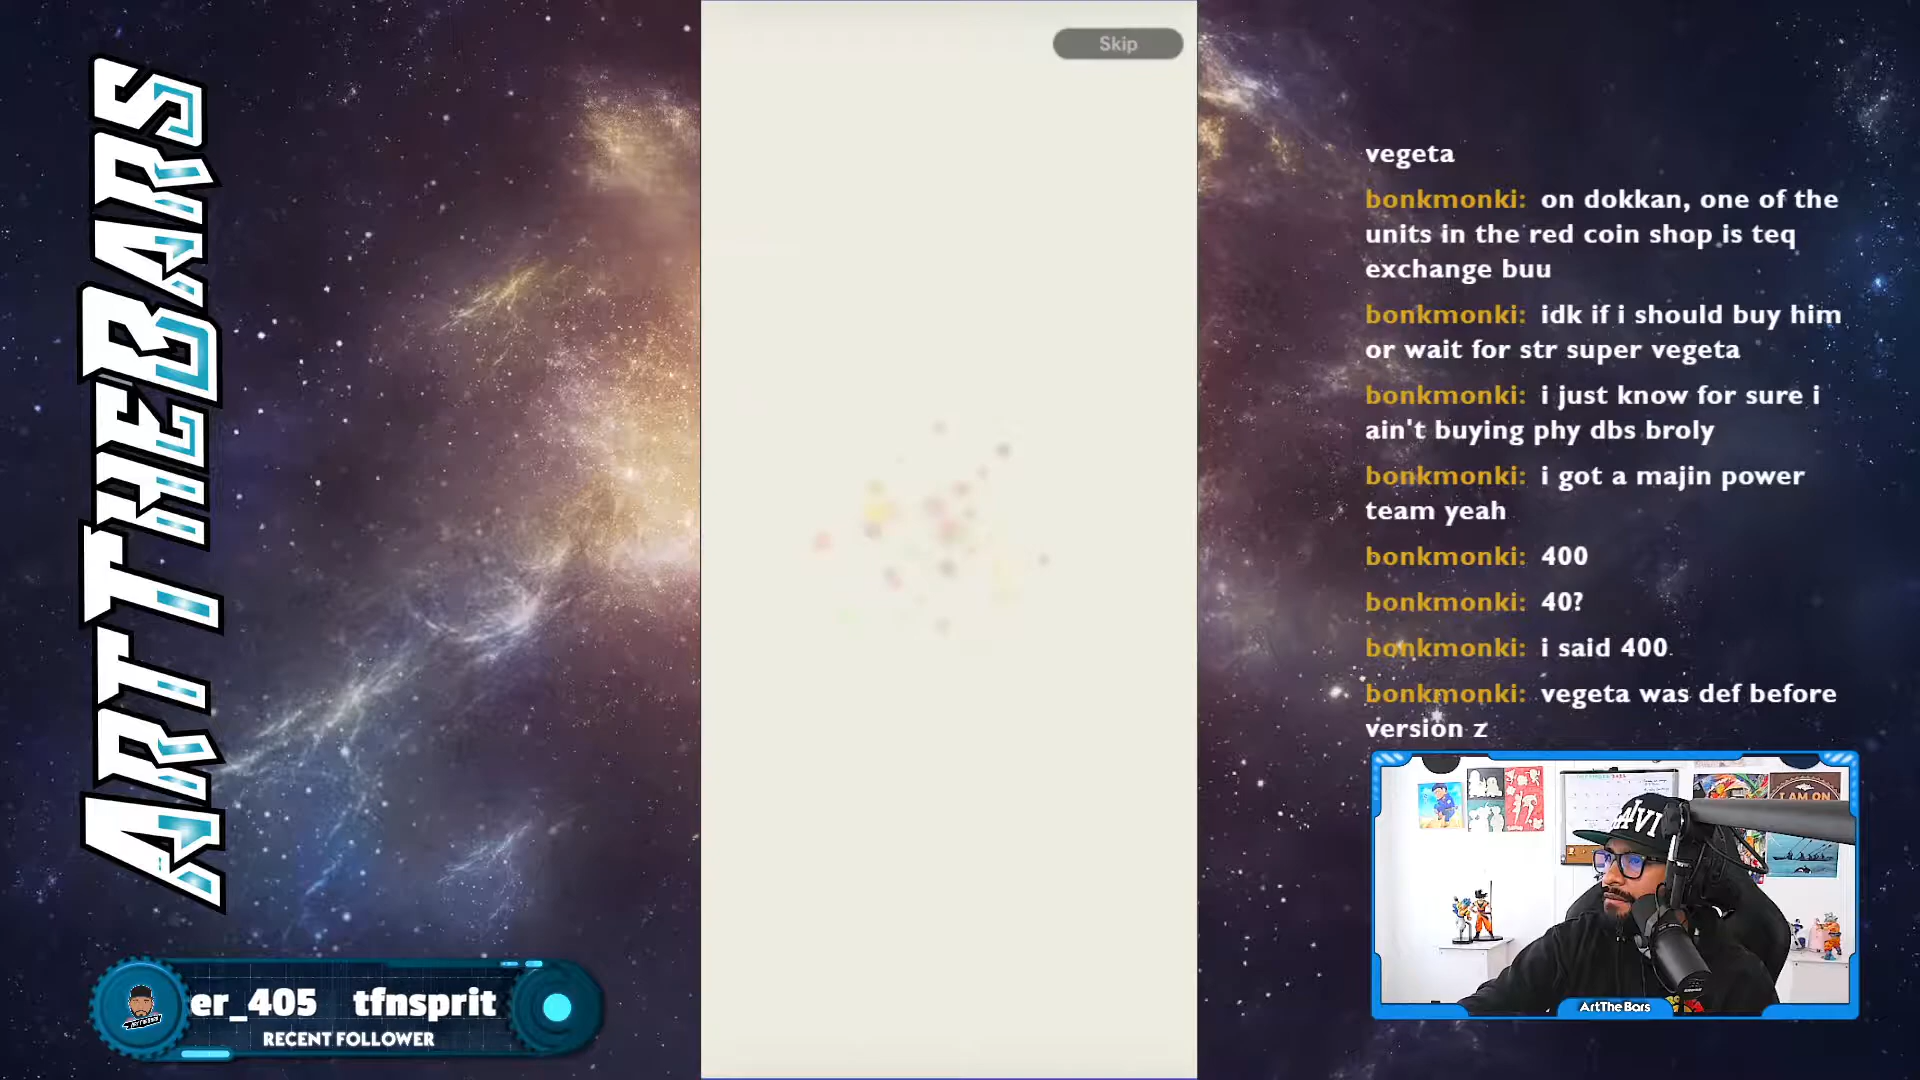 ARTTHEBARS
Skip
vegeta
bonkmonki: on dokkan, one of the
units in the red coin shop is teq
exchange buu
bonkmonki: idk if i should buy him
or wait for str super vegeta
bonkmonki: i just know for sure i
ain't buying phy dbs broly
bonkmonki: i got a majin power
team yeah
bonkmonki: 400
bonkmonki: 40?
bonkmonki: i said 400
bonkmonki: vegeta was def before
version z
I AM ON
ArtTheBars
er_405 tfnsprit
RECENT FOLLOWER